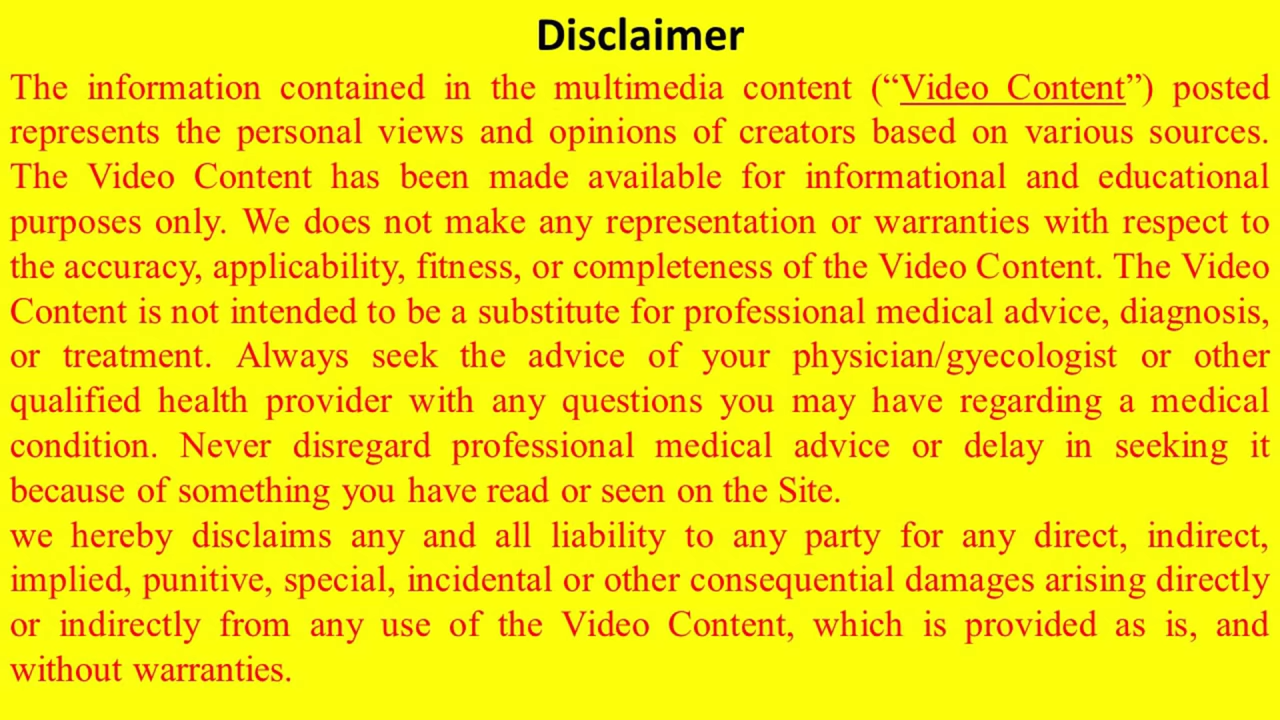 Disclaimer
The information contained in the multimedia content (“Video Content”) posted
represents the personal views and opinions of creators based on various sources.
The Video Content has been made available for informational and educational
purposes only. We does not make any representation or warranties with respect to
the accuracy, applicability, fitness, or completeness of the Video Content. The Video
Content is not intended to be a substitute for professional medical advice, diagnosis,
or treatment. Always seek the advice of your physician/gyecologist or other
qualified health provider with any questions you may have regarding a medical
condition. Never disregard professional medical advice or delay in seeking it
because of something you have read or seen on the Site.
we hereby disclaims any and all liability to any party for any direct, indirect,
implied, punitive, special, incidental or other consequential damages arising directly
or indirectly from any use of the Video Content, which is provided as is, and
without warranties.